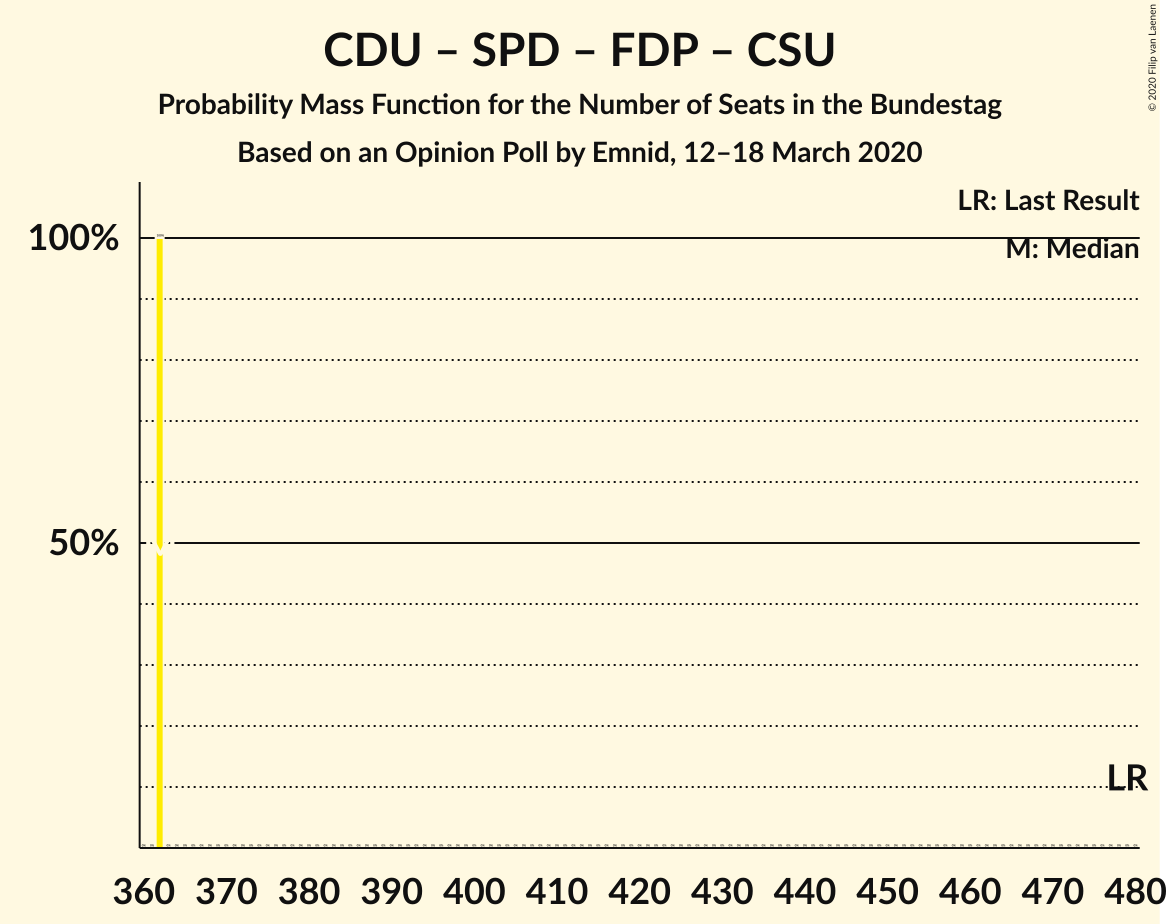 CDU – SPD – FDP – CSU
Probability Mass Function for the Number of Seats in the Bundestag
Based on an Opinion Poll by Emnid, 12–18 March 2020
© 2020 Filip van Laenen
LR: Last Result
M: Median
100%
50%
M
LR
360 370 380 390 400 410 420 430 440 450 460 470 480